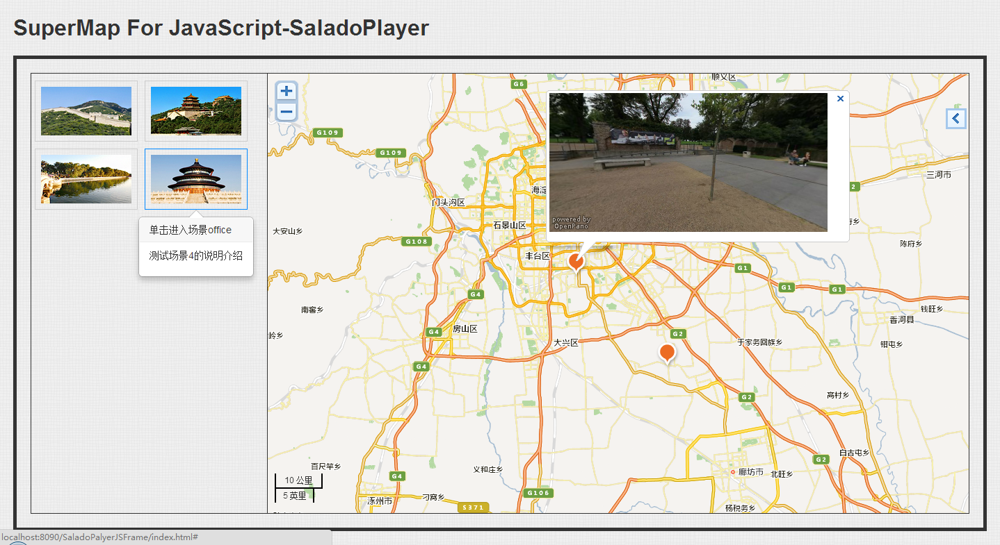 SuperMap For JavaScript-SaladoPlayer
单击进入场景office
测试场景4的说明介绍
G6
顺义区
G109
G109
三河市
2
海淀
门头沟区
石景山区
大安山乡
G108
powered by
OpenPano
陈府乡
丰台区
G1
G1
G1
G4
南窖乡
钱旺乡
香河县
房山区
G4
岭乡
大兴区
G2
于家务回族乡
钳屯乡
G4
G2
高村乡
百尺竿乡
义和庄乡
白古屯乡
G2
廊坊市
北旺乡
G4
10 公里
5 英里
G106
涿州市
刁窝乡
S371
杨税务乡
localhost:8090/SaladoPalyerJSFrame/index.html#